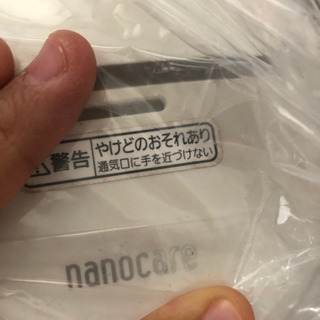 ⚠警告
やけどのおそれあり
通気口に手を近づけない
nanocare